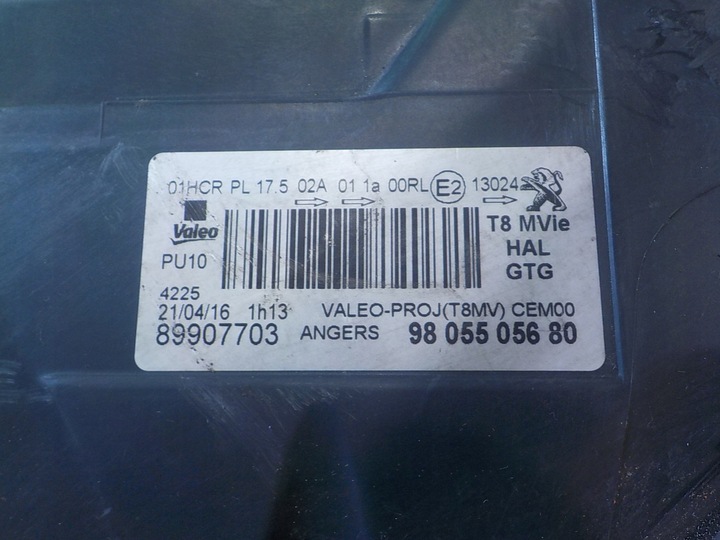 01HCR PL 17.5 02A 01 1a 00RL E2 13024
Valeo
T8 MVie
HAL
PU10
GTG
4225
21/04/16 1h13 VALEO-PROJ(T8MV) CEM00
89907703 ANGERS 98 055 056 80